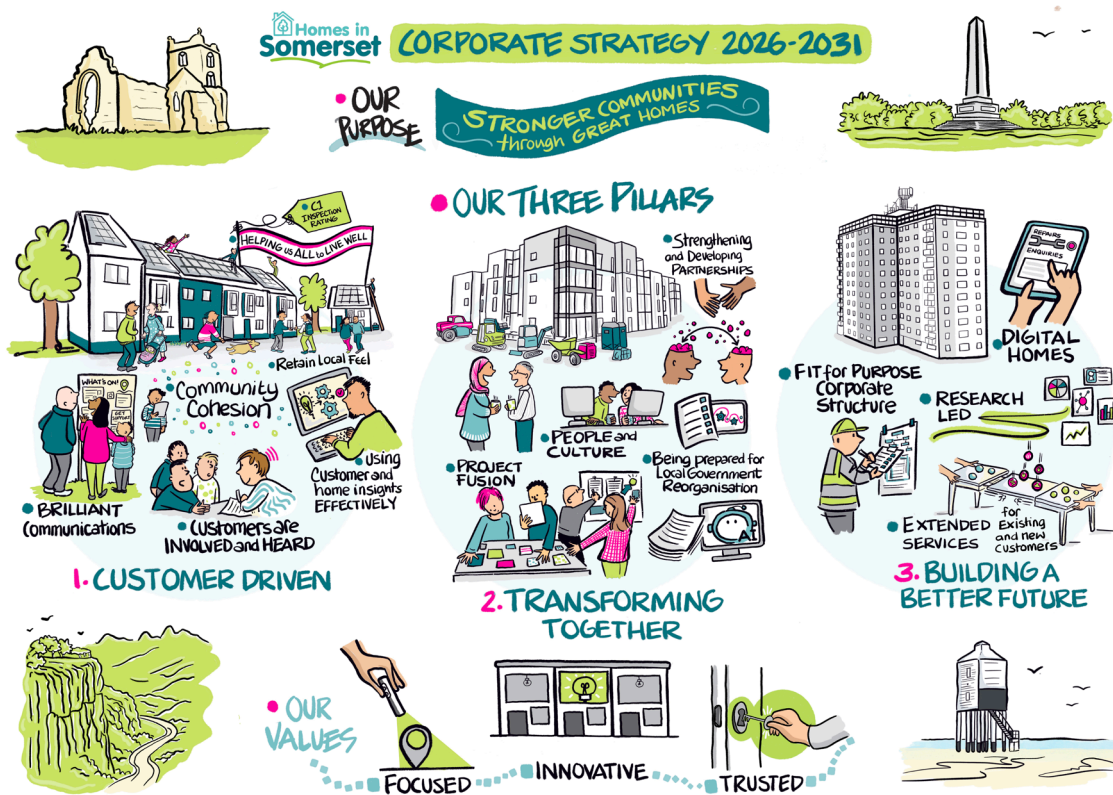 Homes in
Somerset
CORPORATE STRATEGY 2026-2031
OUR
PURPOSE
STRONGER COMMUNITIES
through GREAT HOMES
OUR THREE PILLARS
C1
INSPECTION
RATING
HELPING US ALL to LIVE WELL
Retain Local Feel
WHAT'S ON!
GET
SUPPORT
Community
Cohesion
Using
Customer and
home insights
EFFECTIVELY
BRILLIANT
Communications
Customers are
INVOLVED and HEARD
1. CUSTOMER DRIVEN
Strengthening
and Developing
PARTNERSHIPS
PEOPLE and
CULTURE
PROJECT
FUSION
Being prepared for
Local Government
Reorganisation
AI
2. TRANSFORMING
TOGETHER
REPAIRS
ENQUIRIES
DIGITAL
HOMES
FIT for PURPOSE
Corporate
Structure
RESEARCH
LED
EXTENDED
SERVICES
for
Existing
and new
Customers
3. BUILDING A
BETTER FUTURE
OUR
VALUES
FOCUSED
INNOVATIVE
TRUSTED